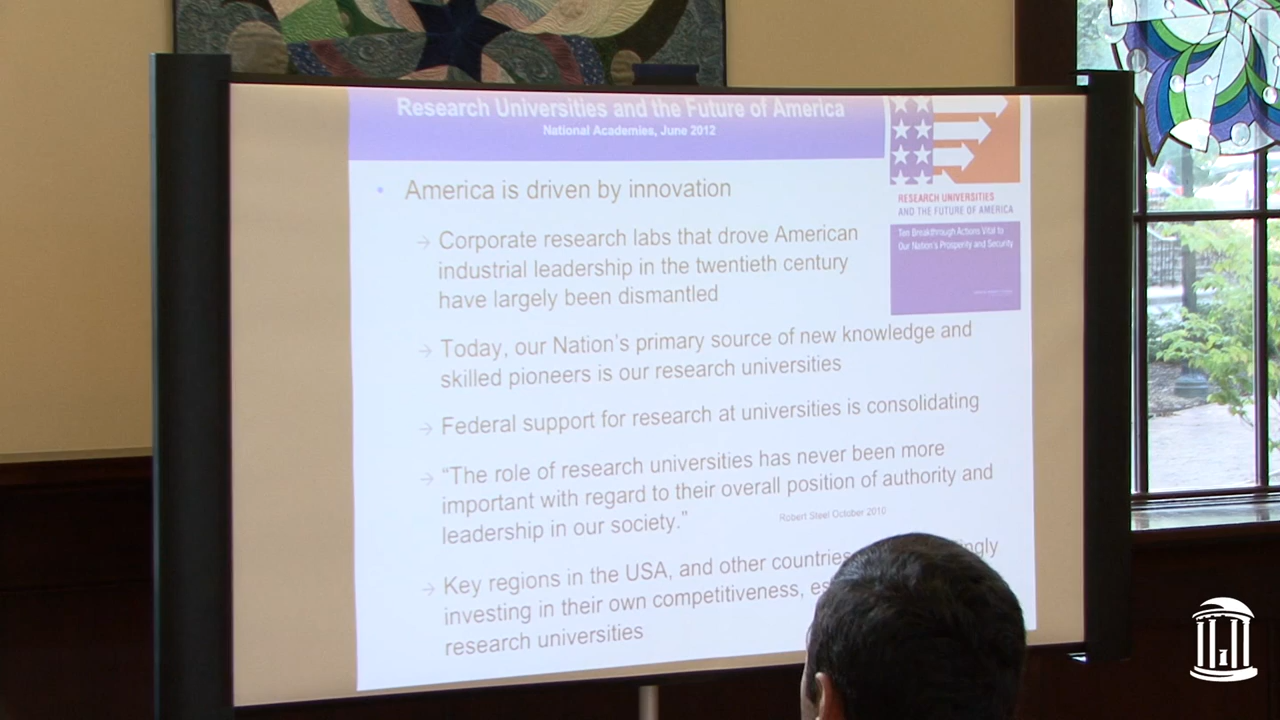 Research Universities and the Future of America
National Academies, June 2012
RESEARCH UNIVERSITIES
AND THE FUTURE OF AMERICA
Ten Breakthrough Actions Vital to
Our Nation's Prosperity and Security
• America is driven by innovation
→ Corporate research labs that drove American
industrial leadership in the twentieth century
have largely been dismantled
→ Today, our Nation's primary source of new knowledge and
skilled pioneers is our research universities
→ Federal support for research at universities is consolidating
→ “The role of research universities has never been more
important with regard to their overall position of authority and
leadership in our society.”
Robert Steel October 2010
→ Key regions in the USA, and other countries
investing in their own competitiveness,
research universities